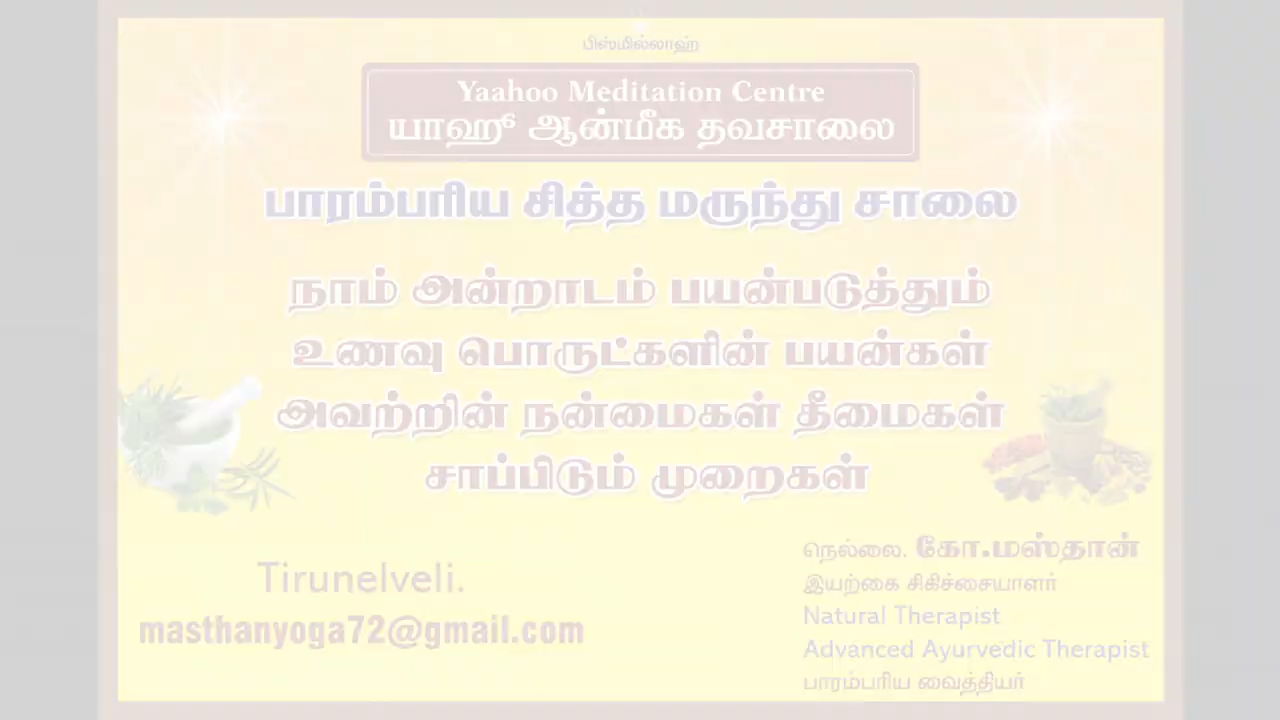 பிஸ்மில்லாஹ்
Yaahoo Meditation Centre
யாஹூ ஆன்மீக தவசாலை
பாரம்பரிய சித்த மருந்து சாலை
நாம் அன்றாடம் பயன்படுத்தும்
உணவு பொருட்களின் பயன்கள்
அவற்றின் நன்மைகள் தீமைகள்
சாப்பிடும் முறைகள்
Tirunelveli.
masthanyoga72@gmail.com
நெல்லை. கோ.மஸ்தான்
இயற்கை சிகிச்சையாளர்
Natural Therapist
Advanced Ayurvedic Therapist
பாரம்பரிய வைத்தியர்